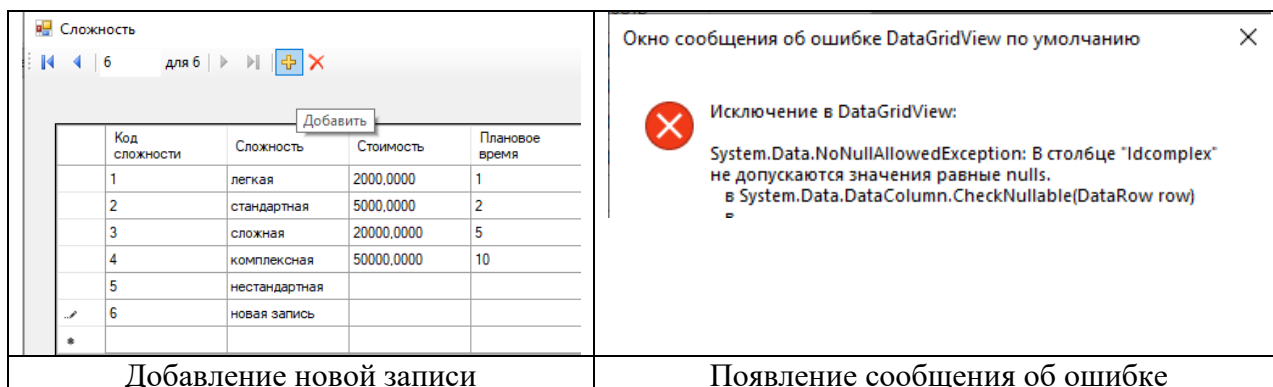 Сложность
6 для 6
Добавить
Код сложности Сложность Стоимость Плановое время
1 легкая 2000,0000 1
2 стандартная 5000,0000 2
3 сложная 20000,0000 5
4 комплексная 50000,0000 10
5 нестандартная
6 новая запись
Добавление новой записи
Окно сообщения об ошибке DataGridView по умолчанию
Исключение в DataGridView:
System.Data.NoNullAllowedException: В столбце "Idcomplex"
не допускаются значения равные nulls.
в System.Data.DataColumn.CheckNullable(DataRow row)
Появление сообщения об ошибке